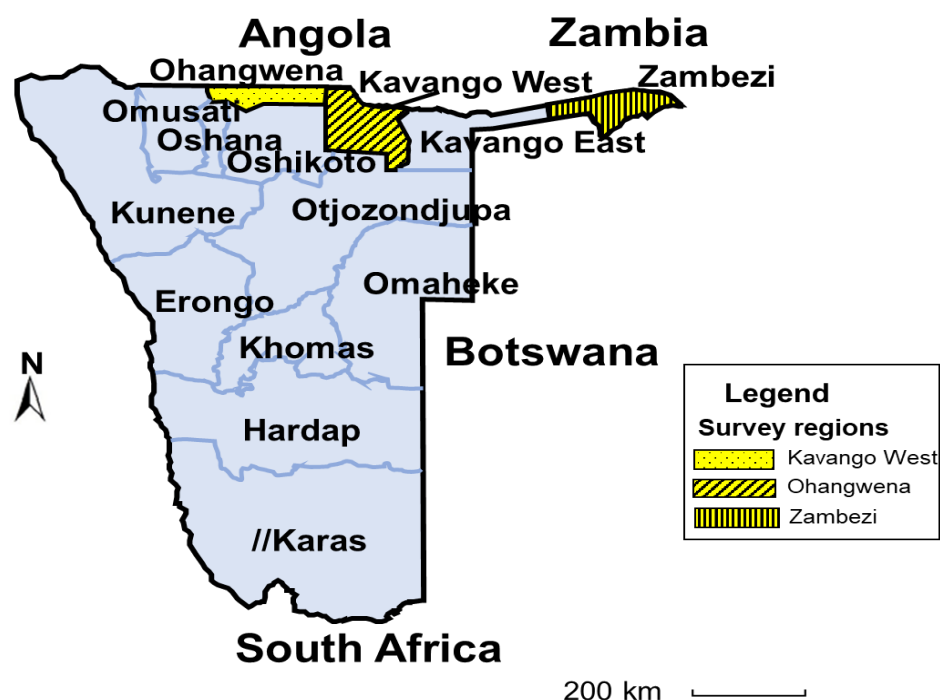 Angola
Zambia
Ohangwena
Kavango West
Zambezi
Omusati
Oshana
Kavango East
Oshikoto
Kunene
Otjozondjupa
Omaheke
Erongo
Khomas
Botswana
N
Legend
Hardap
Survey regions
Kavango West
Ohangwena
Zambezi
//Karas
South Africa
200 km